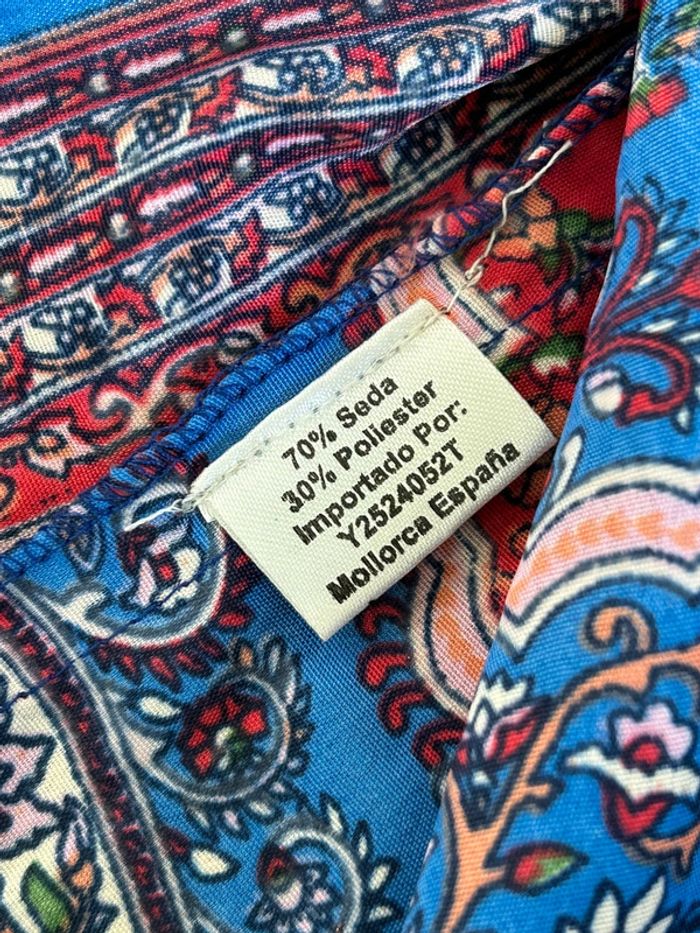 70% Seda
30% Poliester
Importado Por:
Y2524052T
Mollorca España